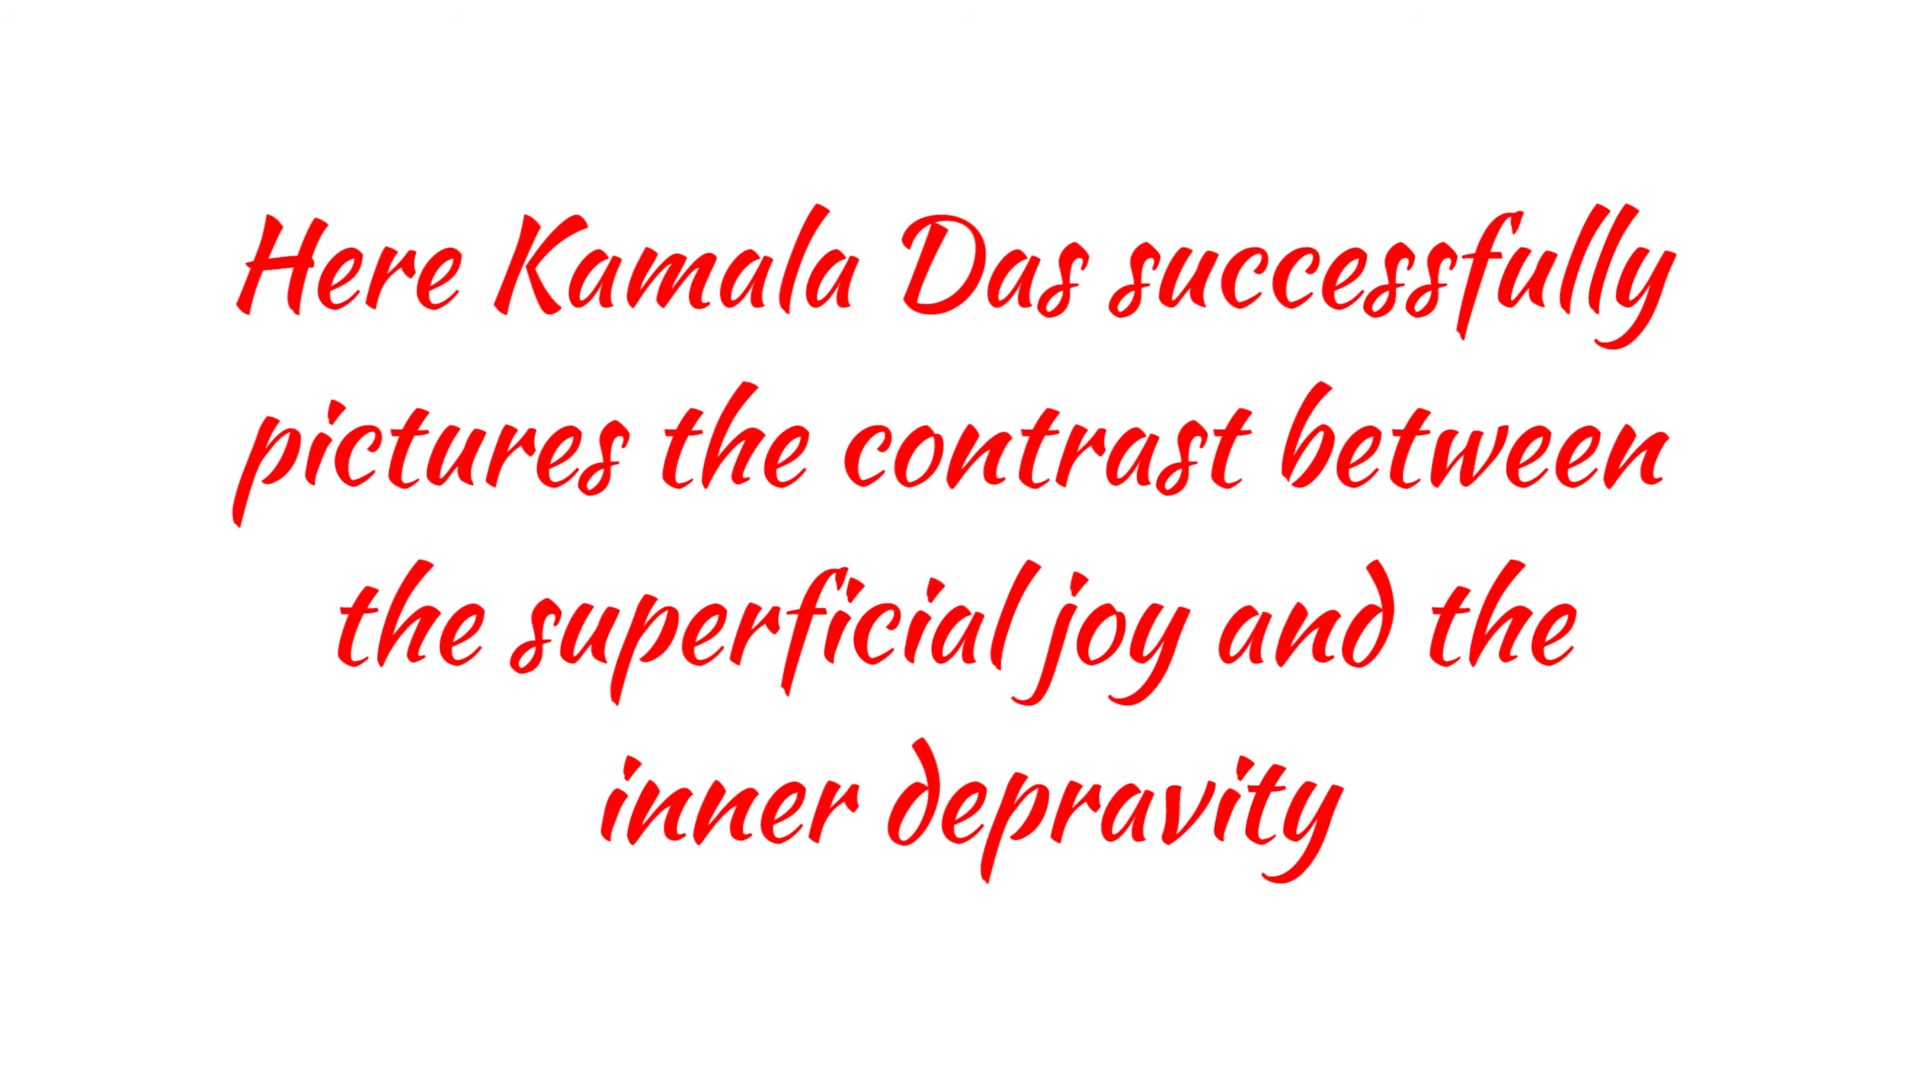 Here Kamala Das successfully
pictures the contrast between
the superficial joy and the
inner depravity